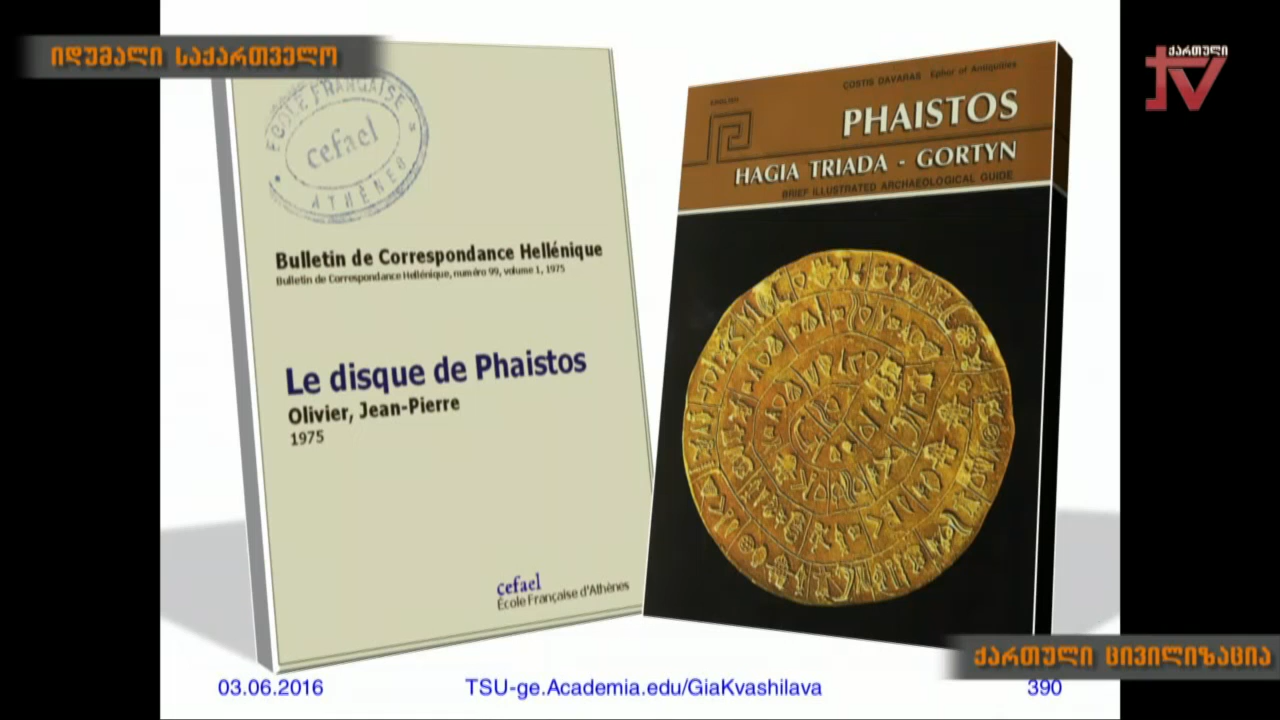 იდუმალი საქართველო
ქართული
TV
ÉCOLE FRANÇAISE
cefael
ATHÈNES
Bulletin de Correspondance Hellénique
Bulletin de Correspondance Hellénique, numéro 99, volume 1, 1975
Le disque de Phaistos
Olivier, Jean-Pierre
1975
cefael
École Française d'Athènes
COSTIS DAVARAS Ephor of Antiquities
ENGLISH
PHAISTOS
HAGIA TRIADA - GORTYN
BRIEF ILLUSTRATED ARCHAEOLOGICAL GUIDE
ქართული ცივილიზაცია
03.06.2016 TSU-ge.Academia.edu/GiaKvashilava 390